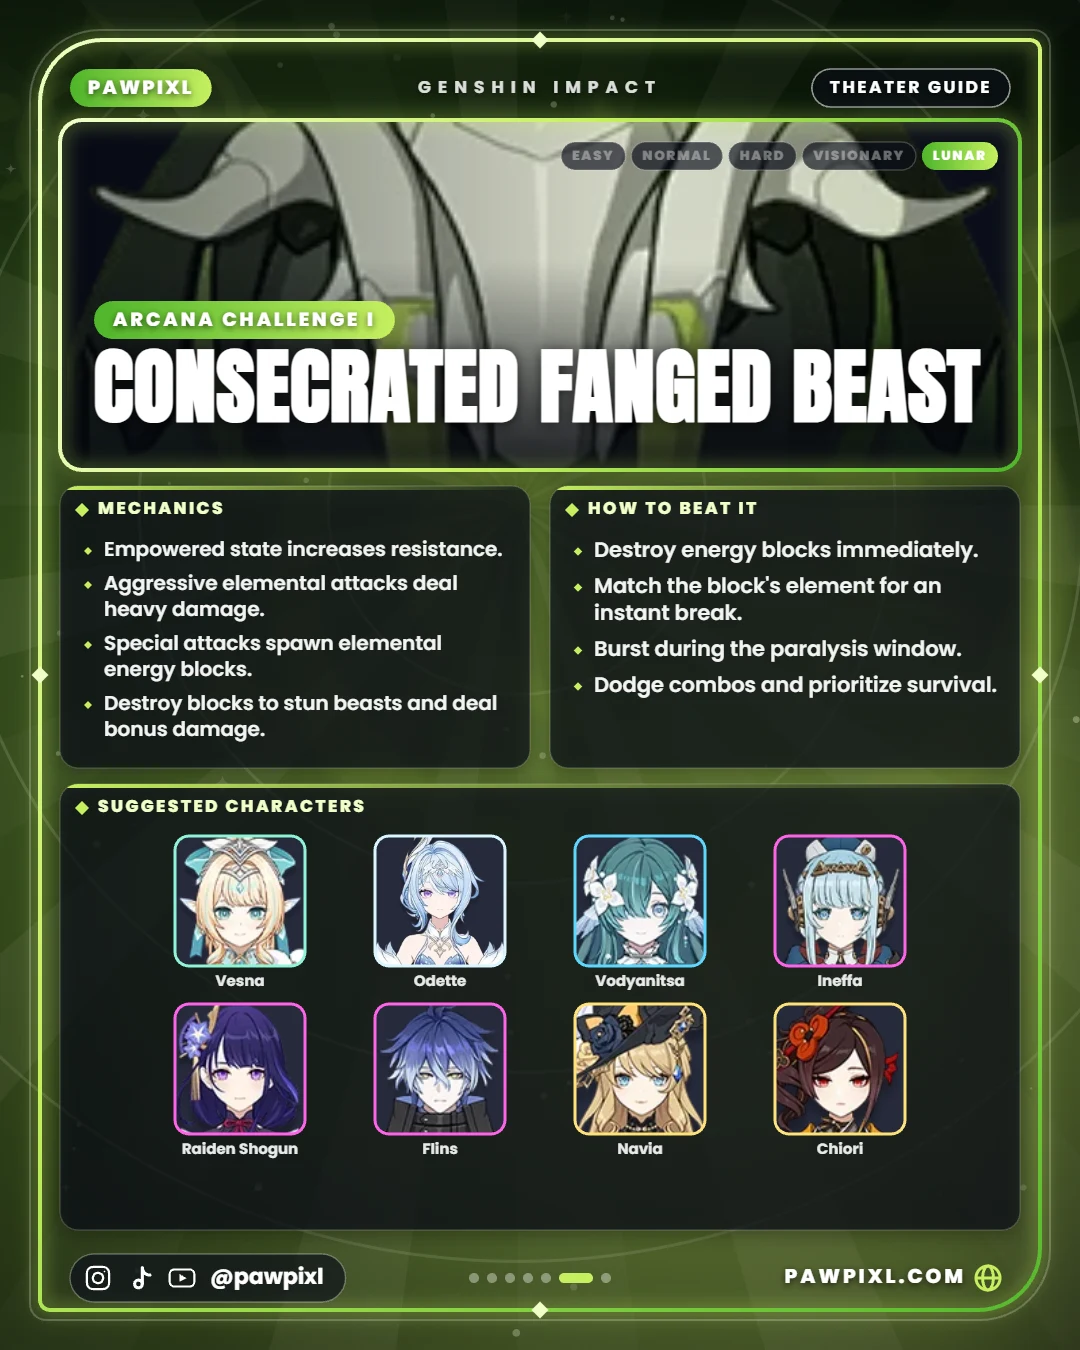 PAWPIXL
GENSHIN IMPACT
THEATER GUIDE
EASY
NORMAL
HARD
VISIONARY
LUNAR
ARCANA CHALLENGE I
CONSECRATED FANGED BEAST
MECHANICS
Empowered state increases resistance.
Aggressive elemental attacks deal
heavy damage.
Special attacks spawn elemental
energy blocks.
Destroy blocks to stun beasts and deal
bonus damage.
HOW TO BEAT IT
Destroy energy blocks immediately.
Match the block's element for an
instant break.
Burst during the paralysis window.
Dodge combos and prioritize survival.
SUGGESTED CHARACTERS
Vesna
Odette
Vodyanitsa
Ineffa
Raiden Shogun
Flins
Navia
Chiori
@pawpixl
PAWPIXL.COM